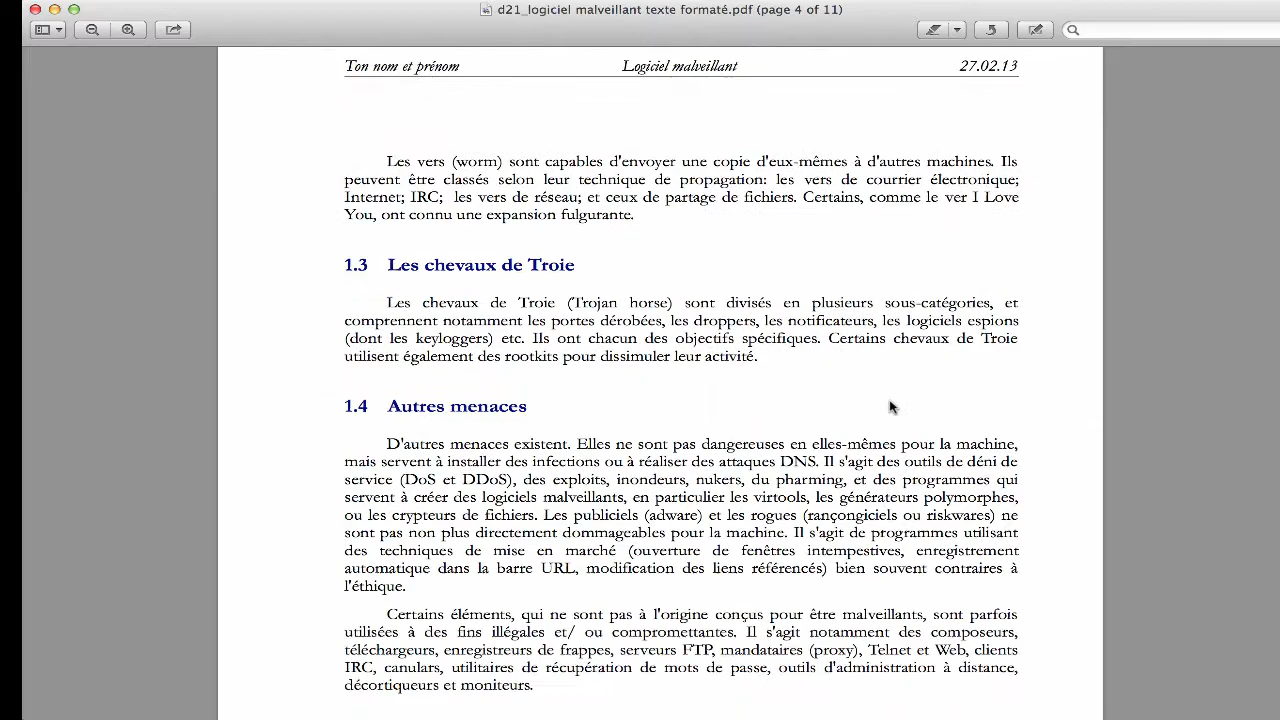 d21_logiciel malveillant texte formaté.pdf (page 4 of 11)
Ton nom et prénom Logiciel malveillant 27.02.13
Les vers (worm) sont capables d'envoyer une copie d'eux-mêmes à d'autres machines. Ils
peuvent être classés selon leur technique de propagation: les vers de courrier électronique;
Internet; IRC; les vers de réseau; et ceux de partage de fichiers. Certains, comme le ver I Love
You, ont connu une expansion fulgurante.
1.3 Les chevaux de Troie
Les chevaux de Troie (Trojan horse) sont divisés en plusieurs sous-catégories, et
comprennent notamment les portes dérobées, les droppers, les notificateurs, les logiciels espions
(dont les keyloggers) etc. Ils ont chacun des objectifs spécifiques. Certains chevaux de Troie
utilisent également des rootkits pour dissimuler leur activité.
1.4 Autres menaces
D'autres menaces existent. Elles ne sont pas dangereuses en elles-mêmes pour la machine,
mais servent à installer des infections ou à réaliser des attaques DNS. Il s'agit des outils de déni de
service (DoS et DDoS), des exploits, inondeurs, nukers, du pharming, et des programmes qui
servent à créer des logiciels malveillants, en particulier les virtools, les générateurs polymorphes,
ou les crypteurs de fichiers. Les publiciels (adware) et les rogues (rançongiciels ou riskwares) ne
sont pas non plus directement dommageables pour la machine. Il s'agit de programmes utilisant
des techniques de mise en marché (ouverture de fenêtres intempestives, enregistrement
automatique dans la barre URL, modification des liens référencés) bien souvent contraires à
l'éthique.
Certains éléments, qui ne sont pas à l'origine conçus pour être malveillants, sont parfois
utilisées à des fins illégales et/ ou compromettantes. Il s'agit notamment des composeurs,
téléchargeurs, enregistreurs de frappes, serveurs FTP, mandataires (proxy), Telnet et Web, clients
IRC, canulars, utilitaires de récupération de mots de passe, outils d'administration à distance,
décortiqueurs et moniteurs.